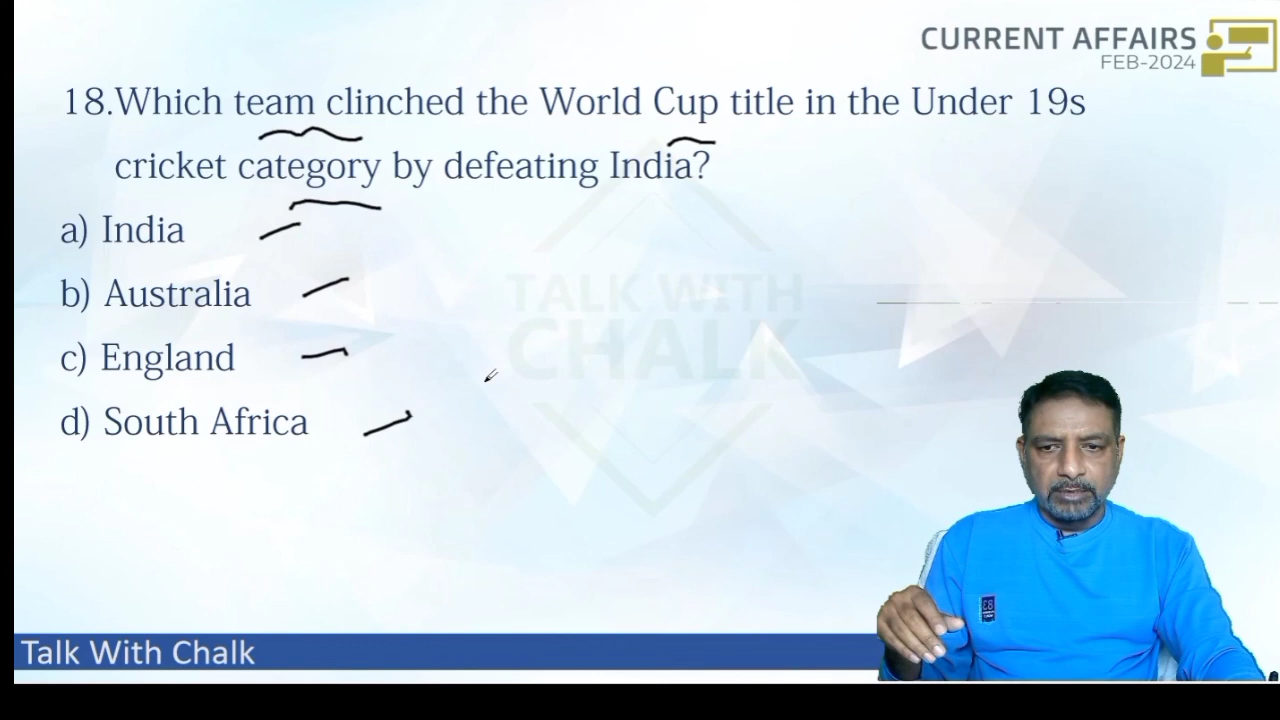 CURRENT AFFAIRS
FEB-2024
18.Which team clinched the World Cup title in the Under 19s
cricket category by defeating India?
a) India
b) Australia
c) England
d) South Africa
TALK WITH
CHALK
Talk With Chalk